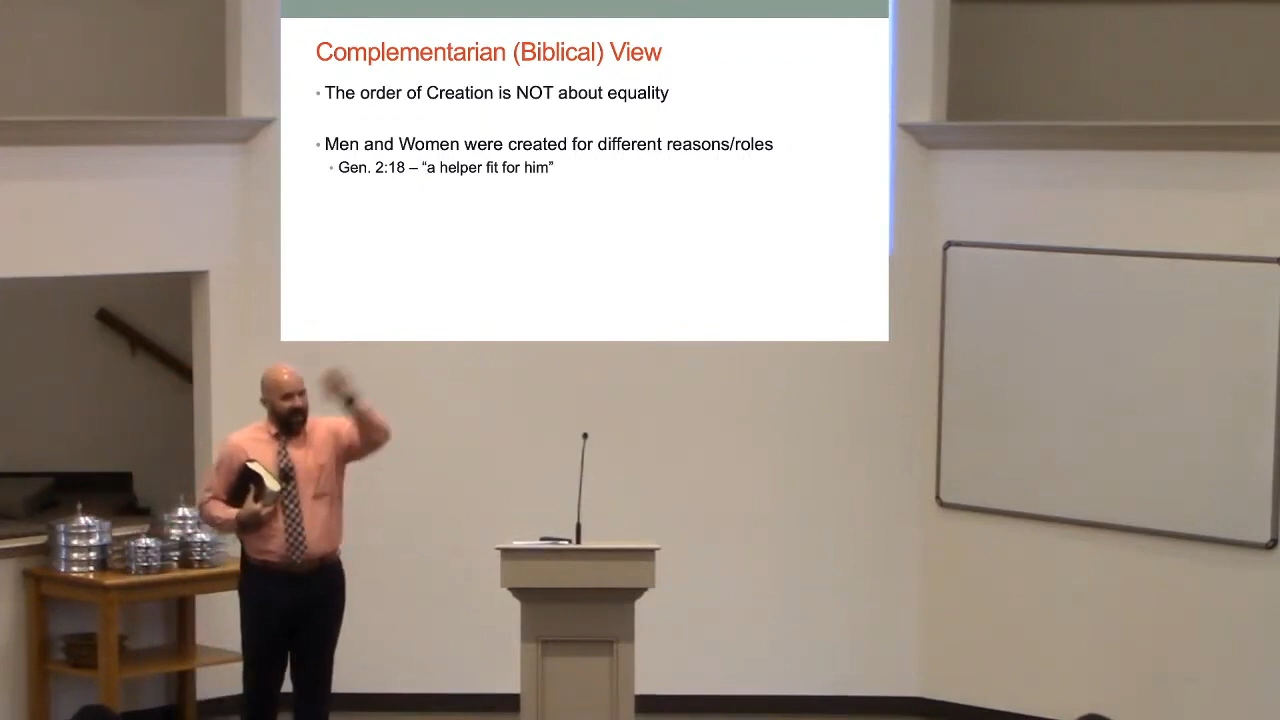 Complementarian (Biblical) View
• The order of Creation is NOT about equality
• Men and Women were created for different reasons/roles
• Gen. 2:18 – “a helper fit for him”